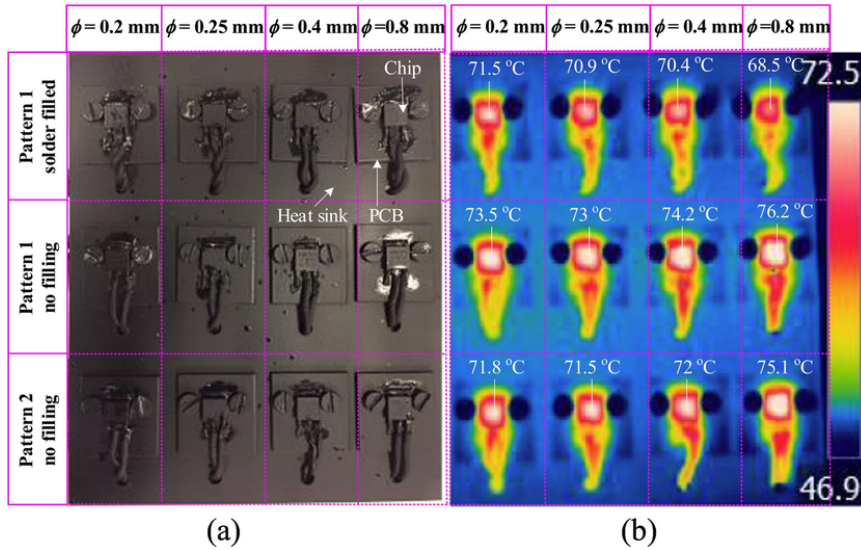 ϕ = 0.2 mm ϕ = 0.25 mm ϕ = 0.4 mm ϕ =0.8 mm
ϕ = 0.2 mm ϕ = 0.25 mm ϕ = 0.4 mm ϕ =0.8 mm
Pattern 1
solder filled
Chip
Heat sink
PCB
71.5 °C 70.9 °C 70.4 °C 68.5 °C
72.5
Pattern 1
no filling
73.5 °C 73 °C 74.2 °C 76.2 °C
Pattern 2
no filling
71.8 °C 71.5 °C 72 °C 75.1 °C
46.9
(a)
(b)